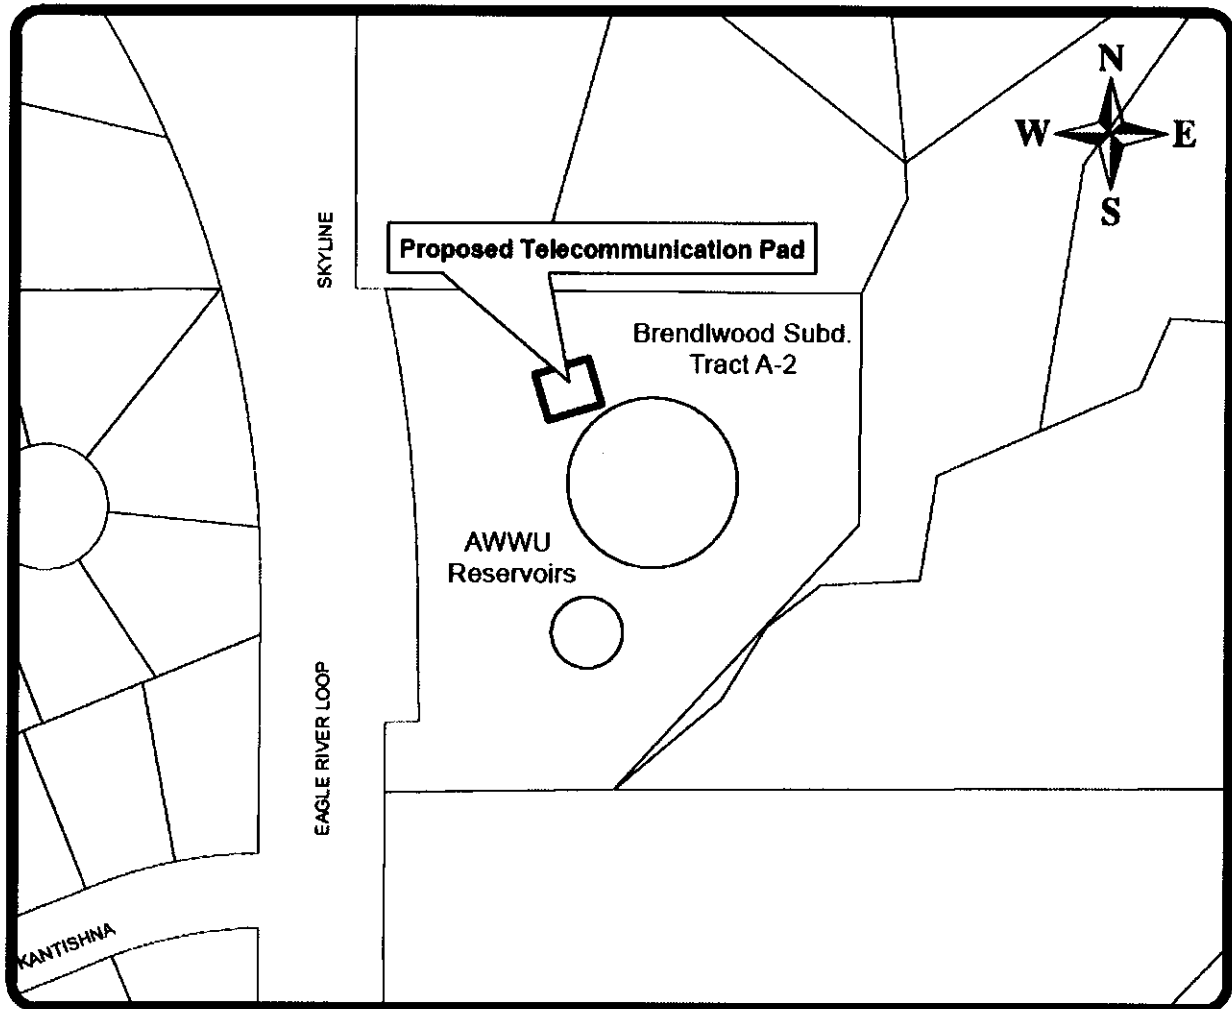 N
W E
S
SKYLINE
Proposed Telecommunication Pad
Brendlwood Subd.
Tract A-2
AWWU
Reservoirs
EAGLE RIVER LOOP
KANTISHNA